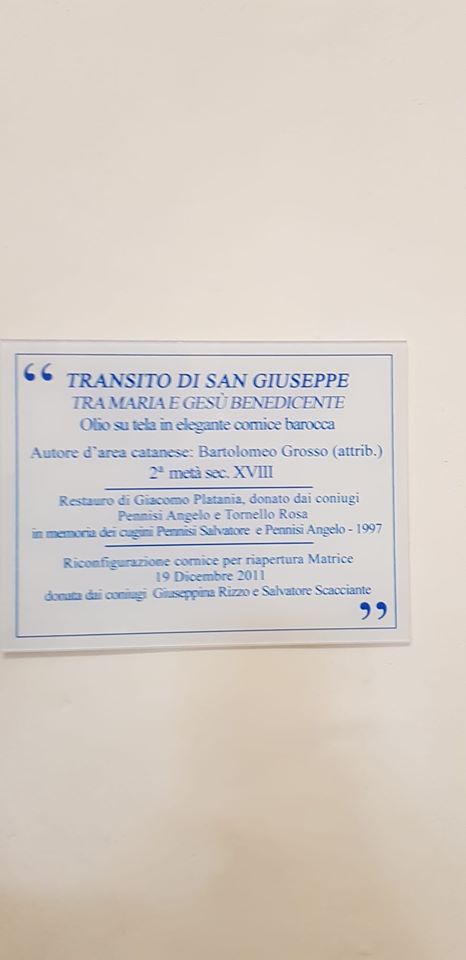 “ TRANSITO DI SAN GIUSEPPE
TRA MARIA E GESÙ BENEDICENTE
Olio su tela in elegante cornice barocca
Autore d'area catanese: Bartolomeo Grosso (attrib.)
2ª metà sec. XVIII
Restauro di Giacomo Platania, donato dai coniugi
Pennisi Angelo e Tornello Rosa
in memoria dei cugini Pennisi Salvatore e Pennisi Angelo - 1997
Riconfigurazione cornice per riapertura Matrice
19 Dicembre 2011
donata dai coniugi Giuseppina Rizzo e Salvatore Scacciante
”